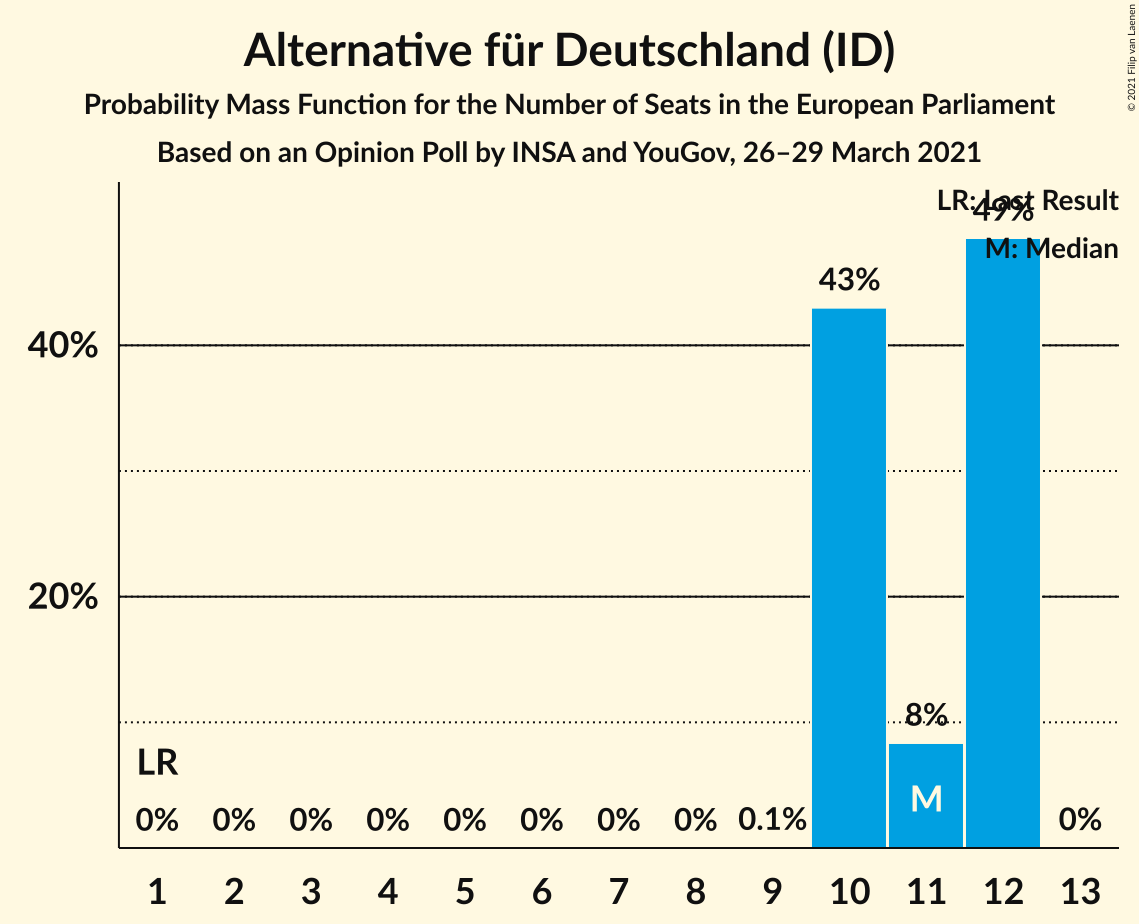 Alternative für Deutschland (ID)
Probability Mass Function for the Number of Seats in the European Parliament
Based on an Opinion Poll by INSA and YouGov, 26–29 March 2021
© 2021 Filip van Laenen
LR: Last Result
49%
M: Median
43%
40%
20%
8%
LR
M
0% 0% 0% 0% 0% 0% 0% 0% 0.1% 0%
1 2 3 4 5 6 7 8 9 10 11 12 13